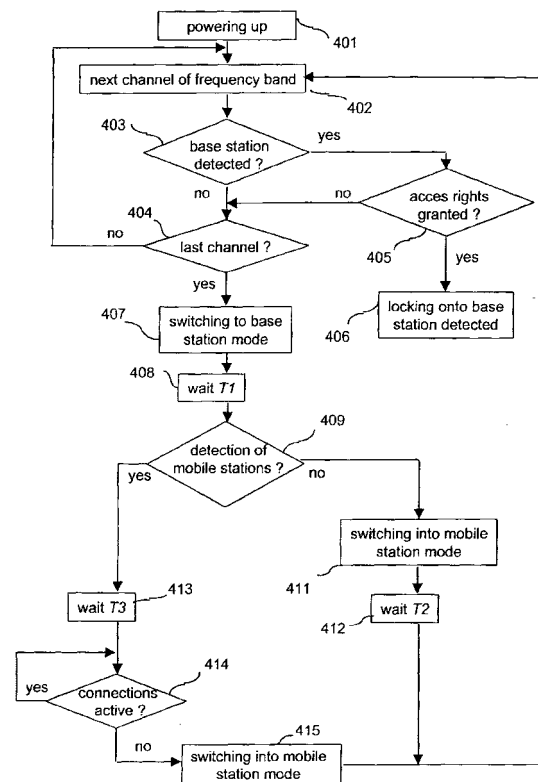 powering up
401
next channel of frequency band
402
403
base station
detected ?
yes
no
no
acces rights
granted ?
404
no
last channel ?
405
yes
yes
407
switching to base
station mode
locking onto base
station detected
406
408
wait T1
409
detection of
mobile stations ?
yes
no
switching into mobile
station mode
411
wait T3
413
wait T2
412
414
yes
connections
active ?
415
no
switching into mobile
station mode